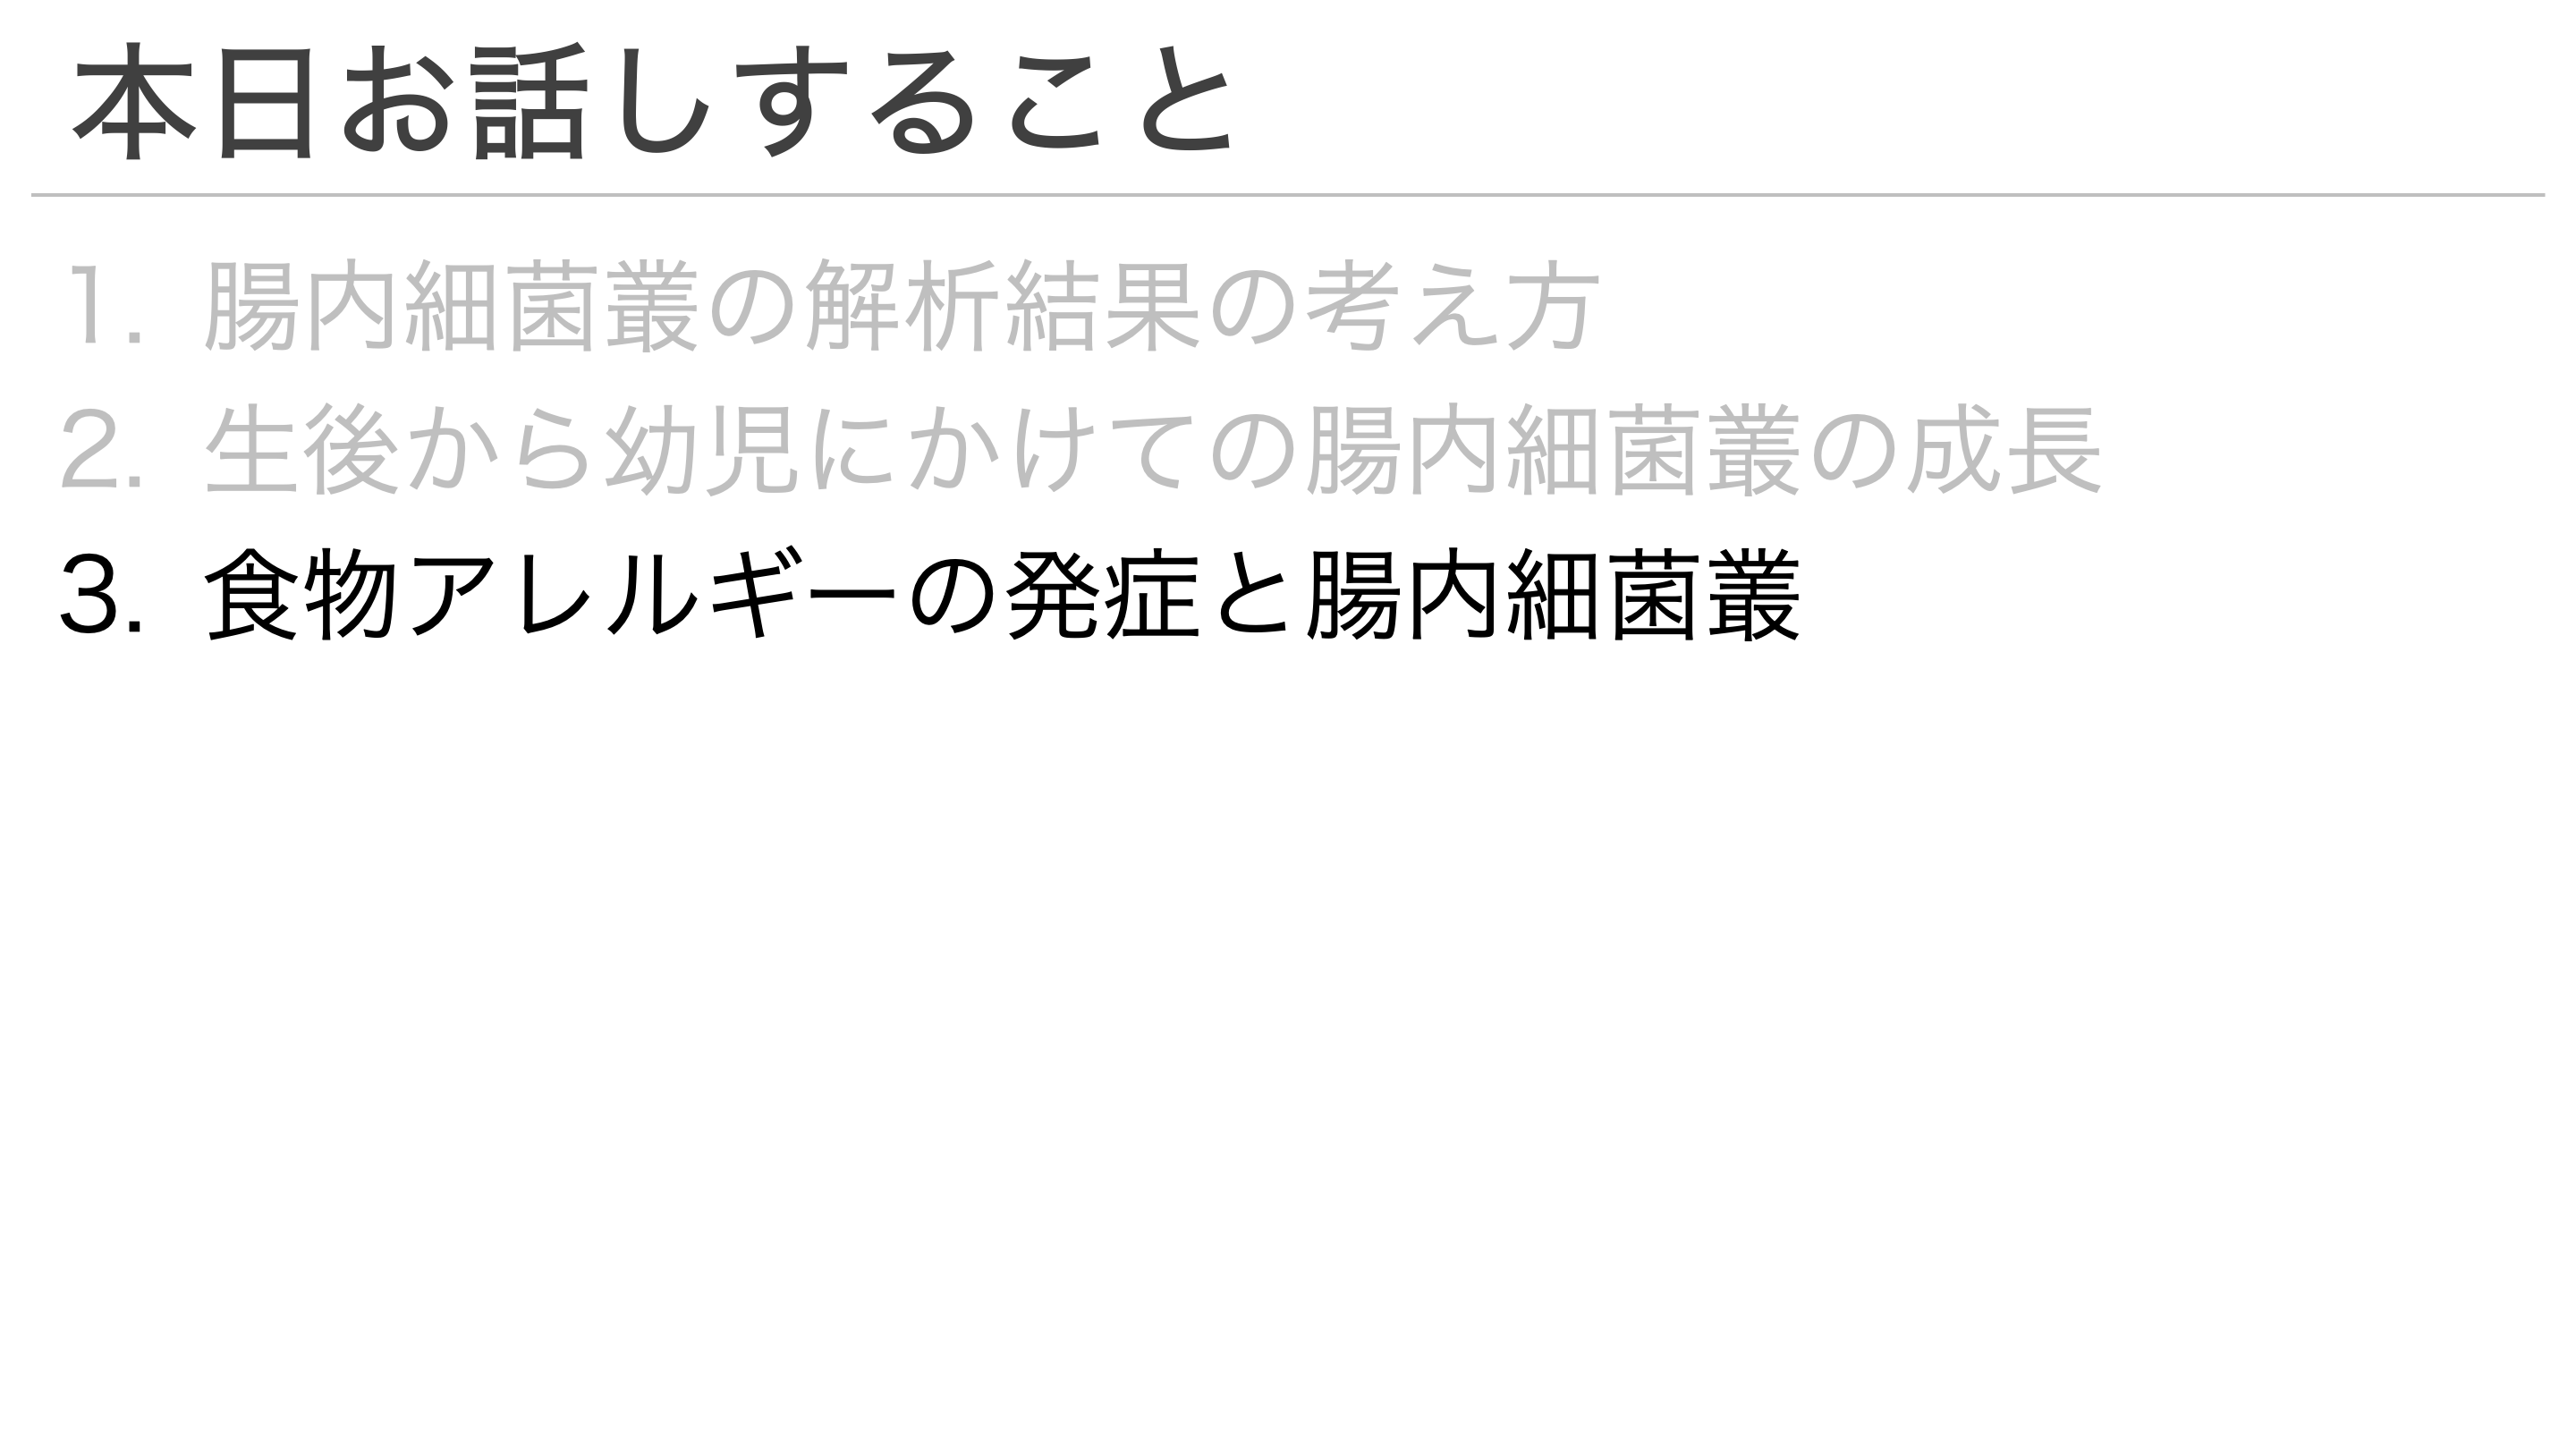 本日お話しすること
1. 腸内細菌叢の解析結果の考え方
2. 生後から幼児にかけての腸内細菌叢の成長
3. 食物アレルギーの発症と腸内細菌叢